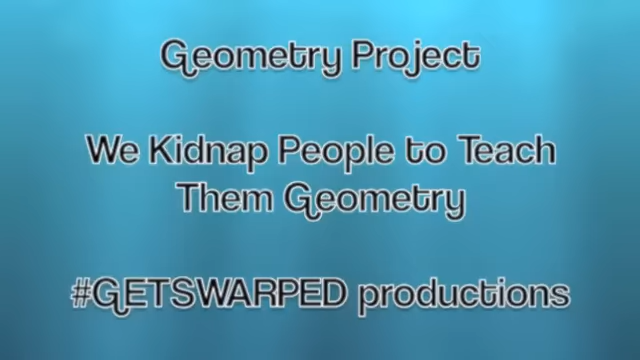 Geometry Project
We Kidnap People to Teach
Them Geometry
#GETSWARPED productions